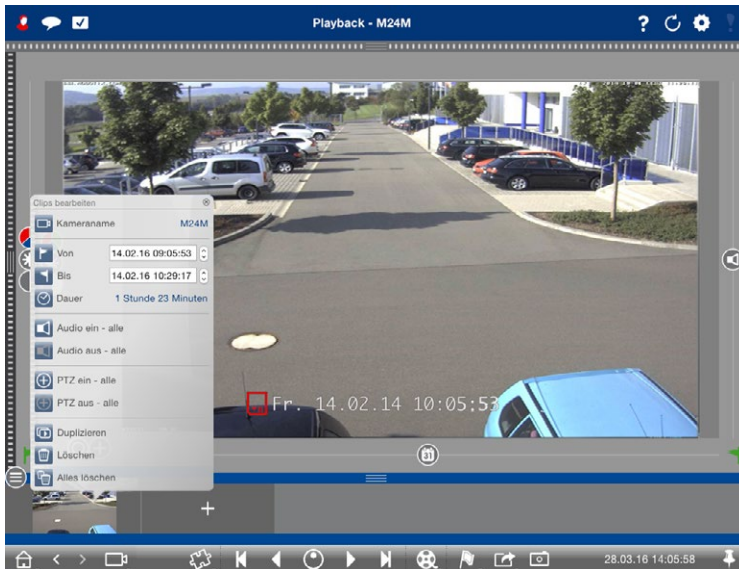 Playback - M24M
?
Clips bearbeiten
Kameraname M24M
Von 14.02.16 09:05:53
Bis 14.02.16 10:29:17
Dauer 1 Stunde 23 Minuten
Audio ein - alle
Audio aus - alle
PTZ ein - alle
PTZ aus - alle
Duplizieren
Löschen
Alles löschen
Fr. 14.02.14 10:05:53
31
+
28.03.16 14:05:58